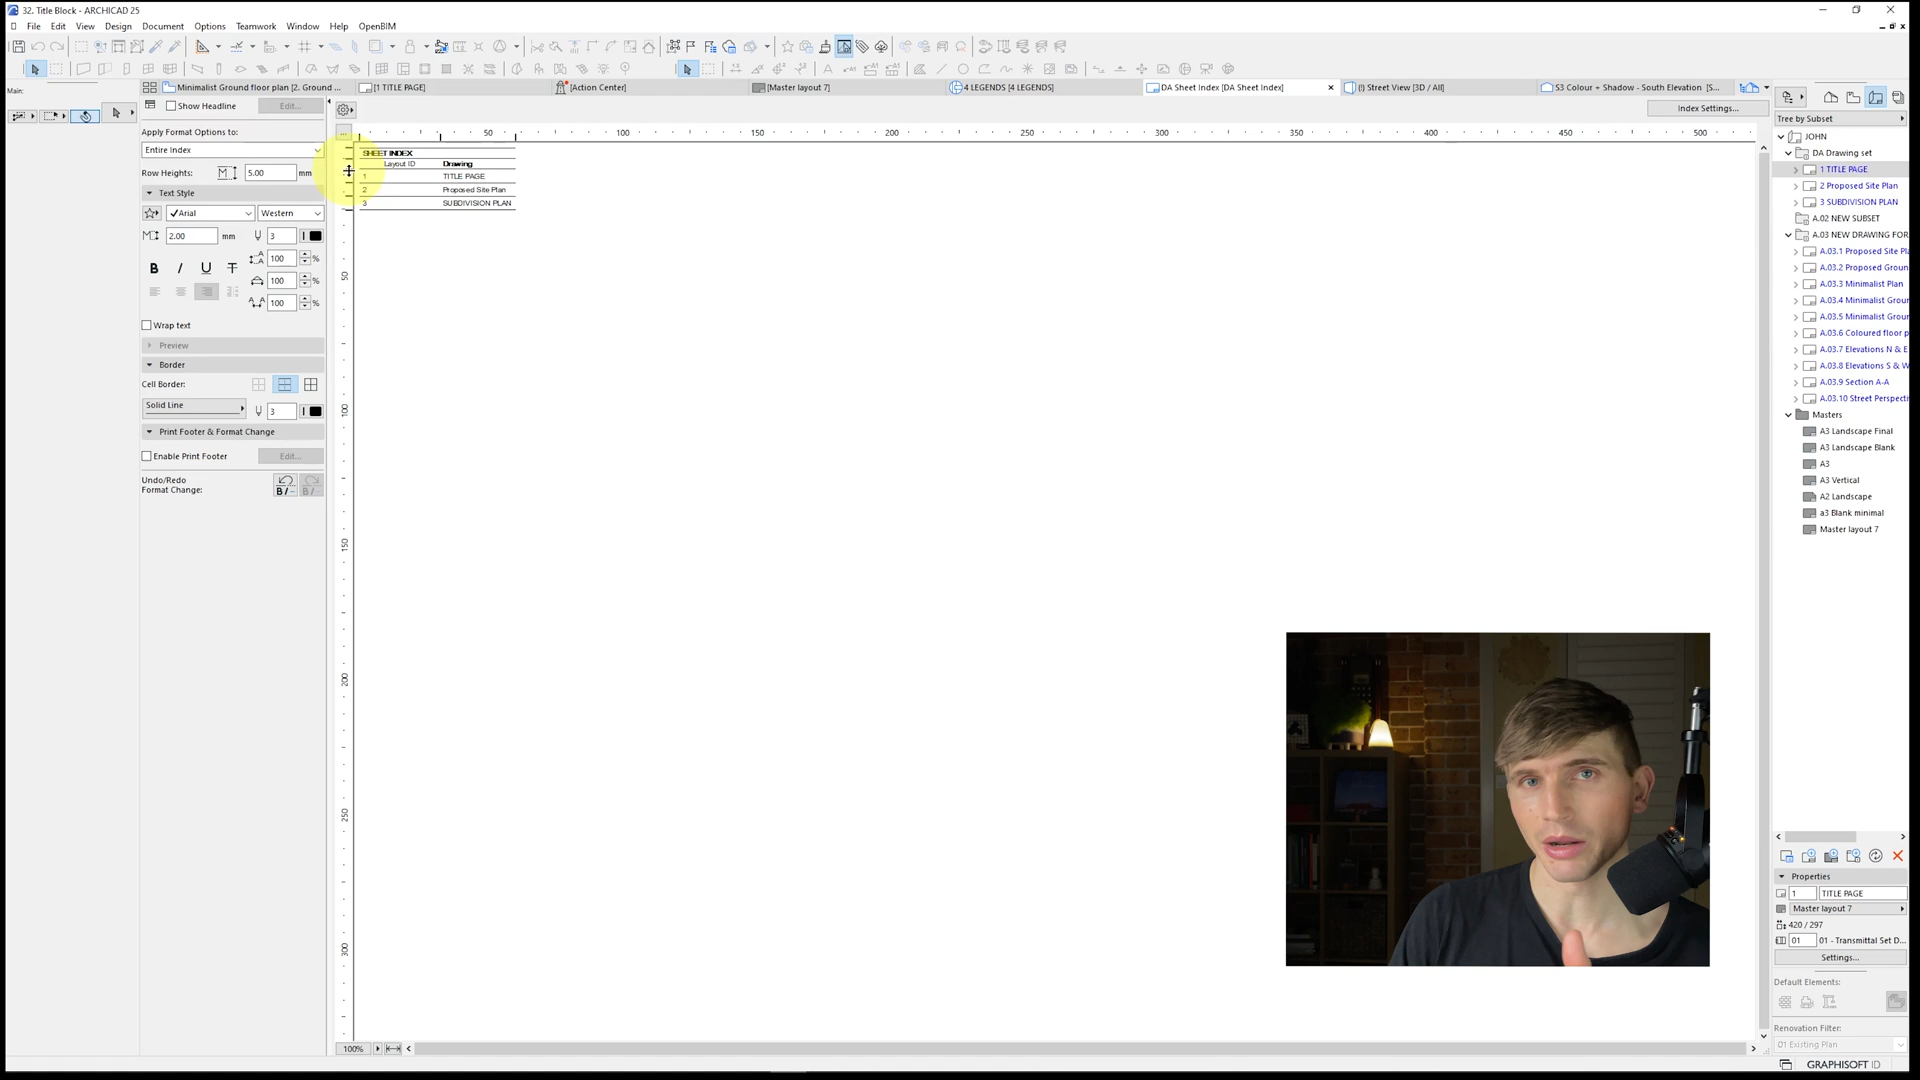 32. Title Block - ARCHICAD 25
File Edit View Design Document Options Teamwork Window Help OpenBIM
Main:
Minimalist Ground floor plan [2. Ground ...
[1 TITLE PAGE]
[Action Center]
[Master layout 7]
4 LEGENDS [4 LEGENDS]
DA Sheet Index [DA Sheet Index]
(!) Street View [3D / All]
S3 Colour + Shadow - South Elevation [S...
Show Headline
Edit...
Index Settings...
Apply Format Options to:
Entire Index
Row Heights:
5.00
mm
Text Style
Arial
Western
2.00
mm
3
B I U T
100
%
100
%
100
%
Wrap text
Preview
Border
Cell Border:
Solid Line
3
Print Footer & Format Change
Enable Print Footer
Edit...
Undo/Redo
Format Change:
B/
B/
50 100 150 200 250 300 350 400 450 500
50
100
150
200
250
300
SHEET INDEX
Layout ID Drawing
1 TITLE PAGE
2 Proposed Site Plan
3 SUBDIVISION PLAN
100%
Tree by Subset
JOHN
DA Drawing set
1 TITLE PAGE
2 Proposed Site Plan
3 SUBDIVISION PLAN
A.02 NEW SUBSET
A.03 NEW DRAWING FOR
A.03.1 Proposed Site Pl
A.03.2 Proposed Groun
A.03.3 Minimalist Plan
A.03.4 Minimalist Grou
A.03.5 Minimalist Grou
A.03.6 Coloured floor p
A.03.7 Elevations N & E
A.03.8 Elevations S & W
A.03.9 Section A-A
A.03.10 Street Perspecti
Masters
A3 Landscape Final
A3 Landscape Blank
A3
A3 Vertical
A2 Landscape
a3 Blank minimal
Master layout 7
Properties
1 TITLE PAGE
Master layout 7
420 / 297
01 01 - Transmittal Set D...
Settings...
Default Elements:
Renovation Filter:
01 Existing Plan
GRAPHISOFT ID